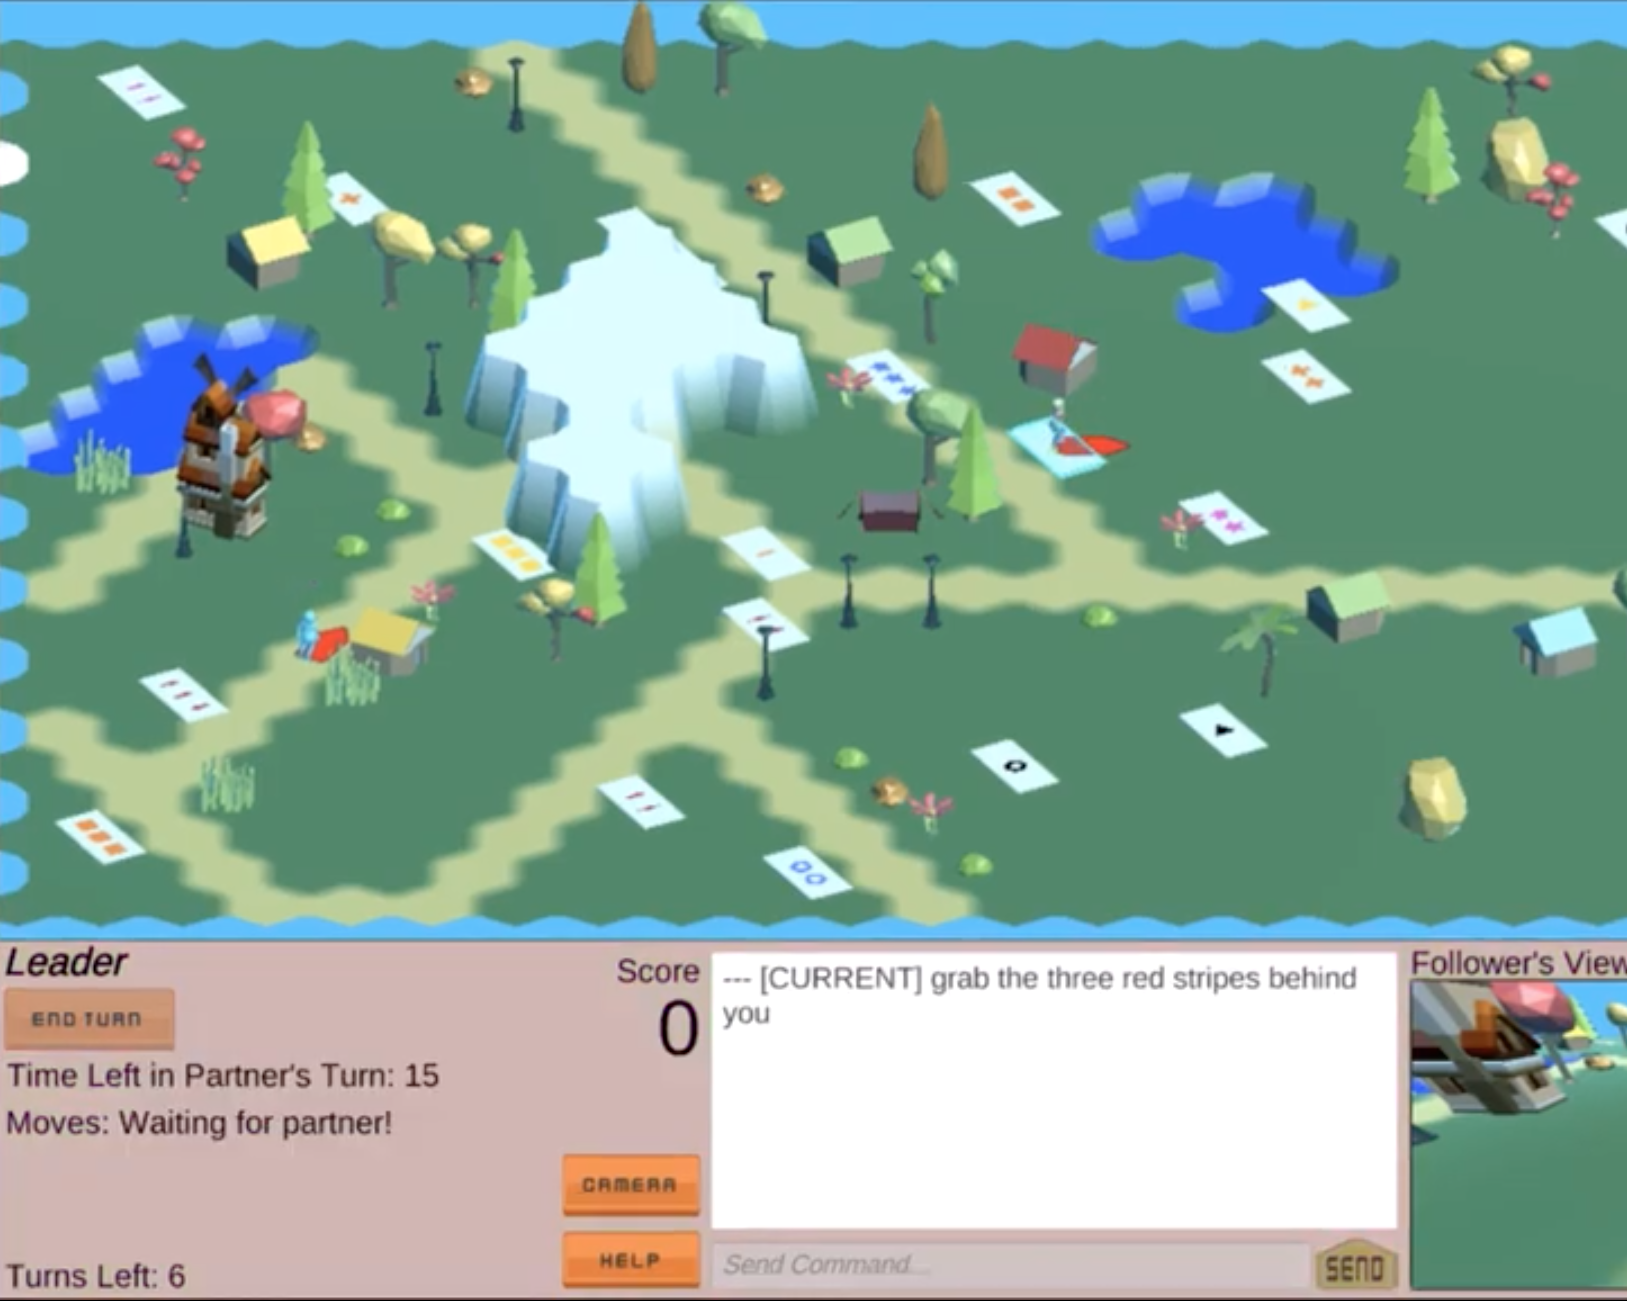 Leader
END TURN
Time Left in Partner's Turn: 15
Moves: Waiting for partner!
Turns Left: 6
Score
0
CAMERA
HELP
--- [CURRENT] grab the three red stripes behind
you
Send Command...
SEND
Follower's View